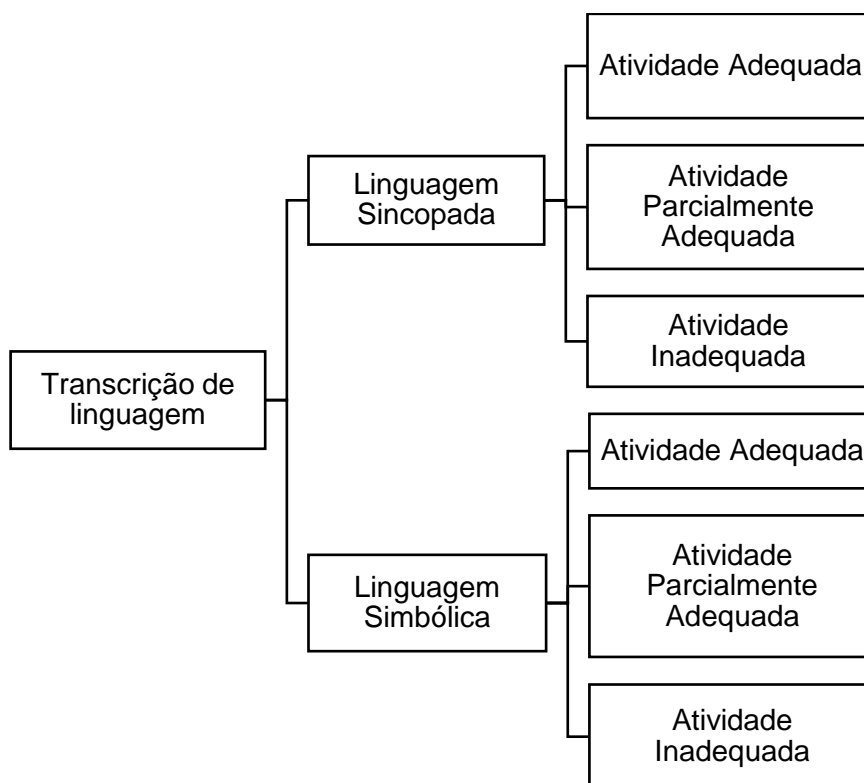 Transcrição de
linguagem
Linguagem
Sincopada
Atividade Adequada
Atividade
Parcialmente
Adequada
Atividade
Inadequada
Linguagem
Simbólica
Atividade Adequada
Atividade
Parcialmente
Adequada
Atividade
Inadequada